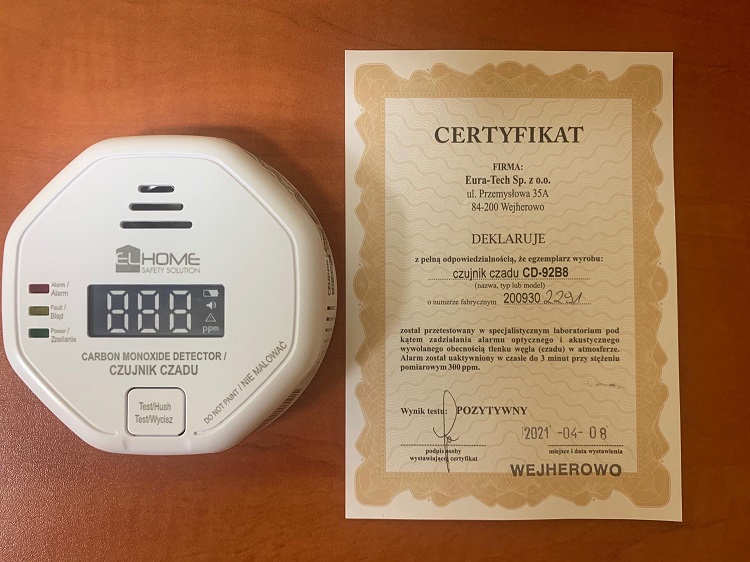 EL HOME
SAFETY SOLUTION
Alarm /
Alarm
Fault /
Błąd
Power /
Zasilanie
888
ppm
CARBON MONOXIDE DETECTOR /
CZUJNIK CZADU
Test/Hush
Test/Wycisz
DO NOT PAINT / NIE MALOWAĆ
CERTYFIKAT
FIRMA:
Eura-Tech Sp. z o.o.
ul. Przemysłowa 35A
84-200 Wejherowo
DEKLARUJE
z pełną odpowiedzialnością, że egzemplarz wyrobu:
czujnik czadu CD-92B8
(nazwa, typ lub model)
o numerze fabrycznym 200930 2291
został przetestowany w specjalistycznym laboratorium pod
kątem zadziałania alarmu optycznego i akustycznego
wywołanego obecnością tlenku węgla (czadu) w atmosferze.
Alarm został uaktywniony w czasie do 3 minut przy stężeniu
pomiarowym 300 ppm.
Wynik testu: POZYTYWNY
2021 -04- 08
podpis osoby
wystawiającej certyfikat
miejsce i data wystawienia
WEJHEROWO